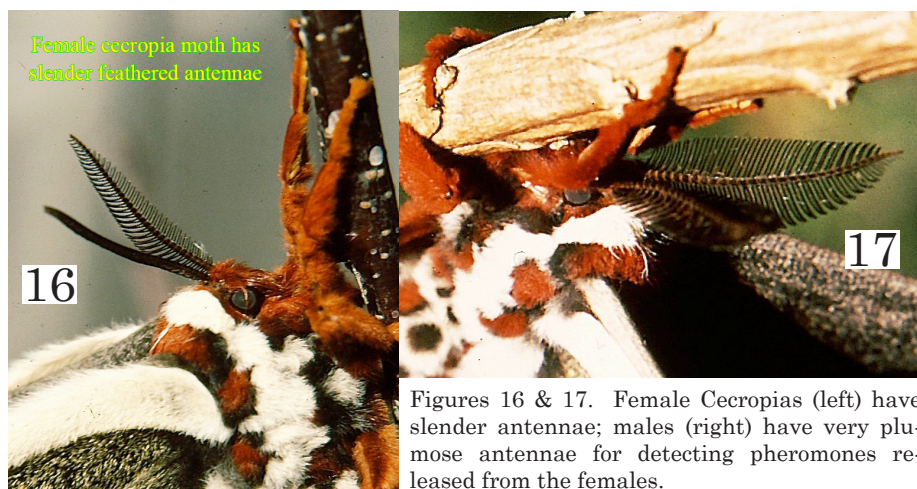 Female cecropia moth has
slender feathered antennae
16
17
Figures 16 & 17. Female Cecropias (left) have
slender antennae; males (right) have very plu-
mose antennae for detecting pheromones re-
leased from the females.